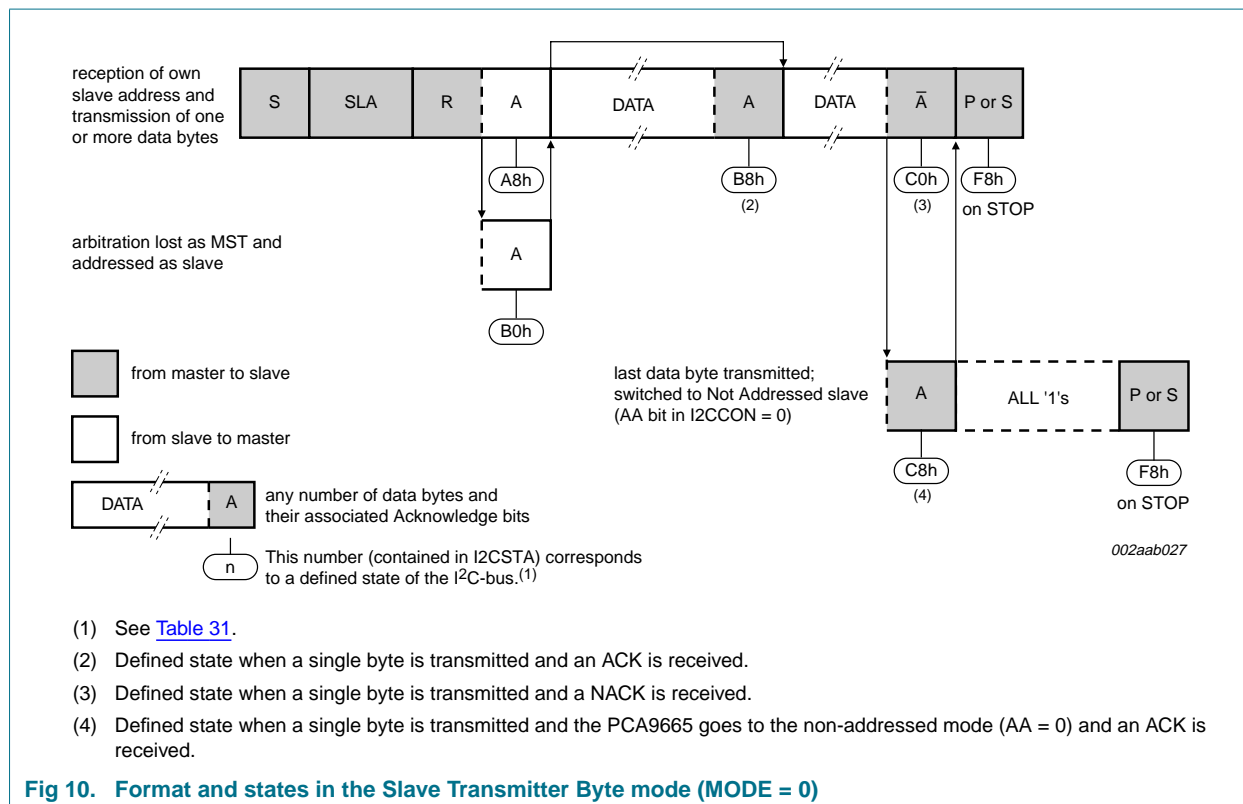 reception of own
slave address and
transmission of one
or more data bytes
S
SLA
R
A
DATA
A
DATA
A̅
P or S
A8h
B8h
(2)
C0h
(3)
F8h
on STOP
arbitration lost as MST and
addressed as slave
A
B0h
from master to slave
from slave to master
last data byte transmitted;
switched to Not Addressed slave
(AA bit in I2CCON = 0)
A
ALL '1's
P or S
C8h
(4)
F8h
on STOP
DATA
A
any number of data bytes and
their associated Acknowledge bits
n
This number (contained in I2CSTA) corresponds
to a defined state of the I²C-bus.(1)
002aab027
(1) See Table 31.
(2) Defined state when a single byte is transmitted and an ACK is received.
(3) Defined state when a single byte is transmitted and a NACK is received.
(4) Defined state when a single byte is transmitted and the PCA9665 goes to the non-addressed mode (AA = 0) and an ACK is
received.
Fig 10. Format and states in the Slave Transmitter Byte mode (MODE = 0)